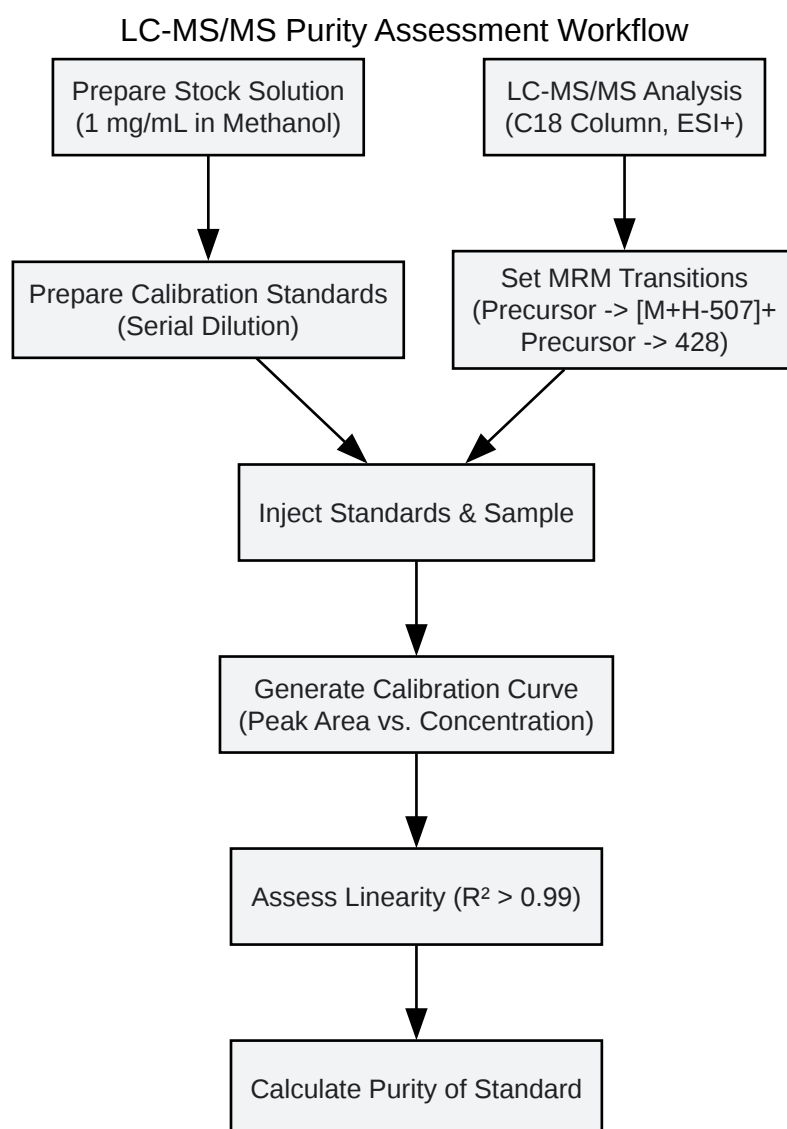 LC-MS/MS Purity Assessment Workflow
Prepare Stock Solution
(1 mg/mL in Methanol)
LC-MS/MS Analysis
(C18 Column, ESI+)
Prepare Calibration Standards
(Serial Dilution)
Set MRM Transitions
(Precursor -> [M+H-507]+
Precursor -> 428)
Inject Standards & Sample
Generate Calibration Curve
(Peak Area vs. Concentration)
Assess Linearity (R² > 0.99)
Calculate Purity of Standard